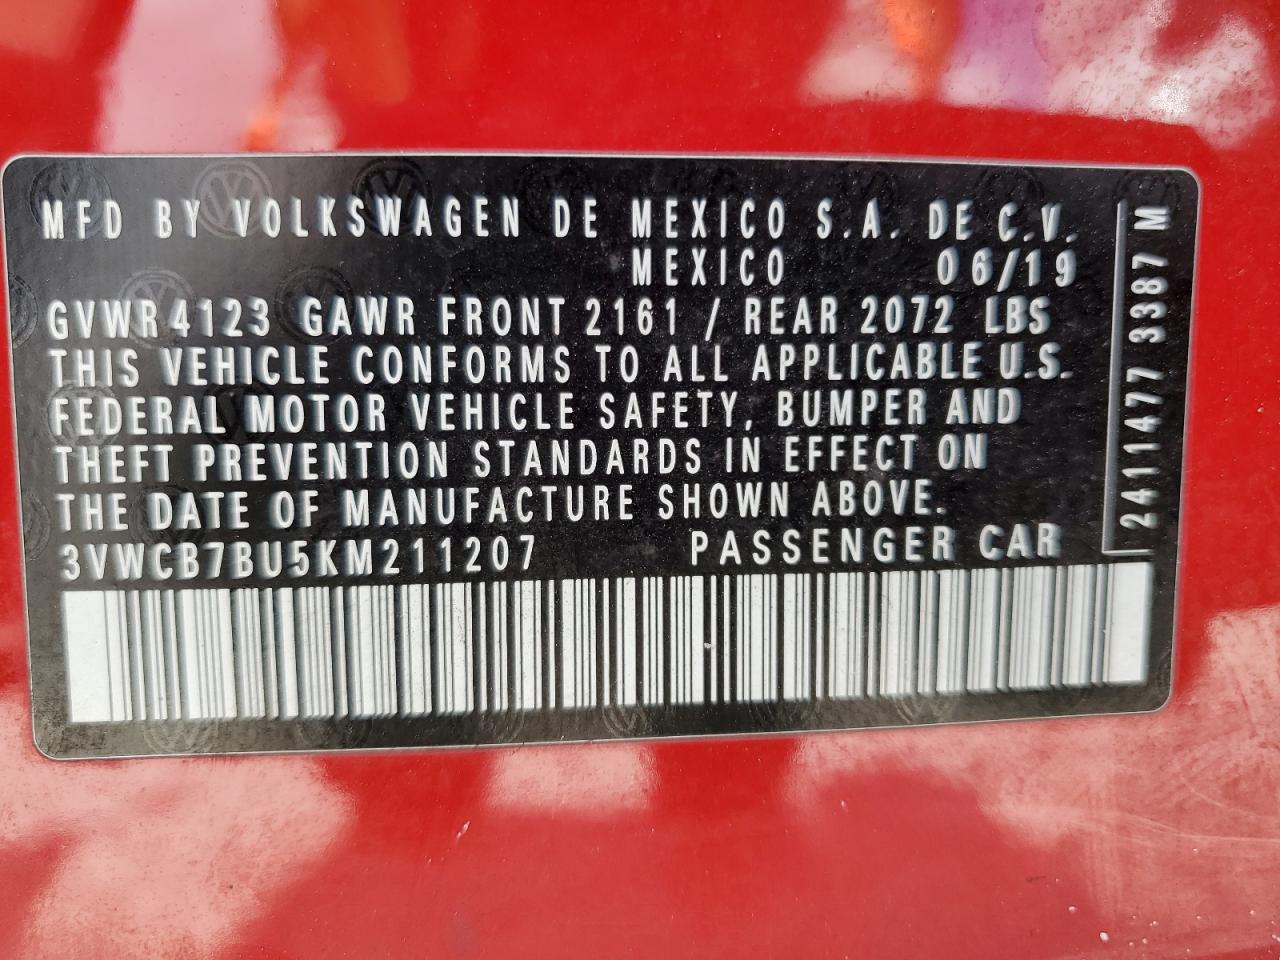 MFD BY VOLKSWAGEN DE MEXICO S.A. DE C.V.
MEXICO 06/19
GVWR 4123 GAWR FRONT 2161 / REAR 2072 LBS
THIS VEHICLE CONFORMS TO ALL APPLICABLE U.S.
FEDERAL MOTOR VEHICLE SAFETY, BUMPER AND
THEFT PREVENTION STANDARDS IN EFFECT ON
THE DATE OF MANUFACTURE SHOWN ABOVE.
3VWCB7BU5KM211207 PASSENGER CAR
2411477 3387 M